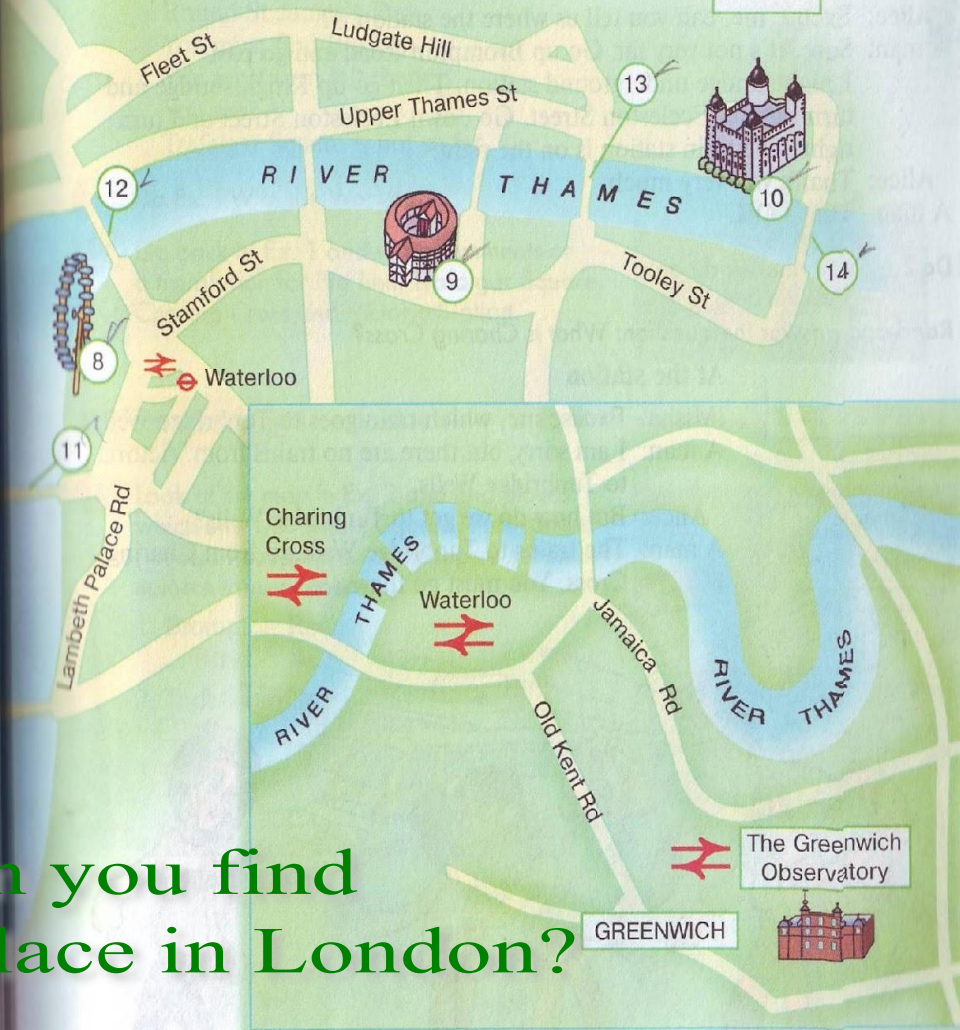 Fleet St
Ludgate Hill
Upper Thames St
13
12
RIVER THAMES
10
9
14
Stamford St
Tooley St
8
Waterloo
11
Lambeth Palace Rd
Charing
Cross
THAMES
Waterloo
Jamaica Rd
RIVER
RIVER THAMES
Old Kent Rd
The Greenwich
Observatory
GREENWICH
n you find
lace in London?